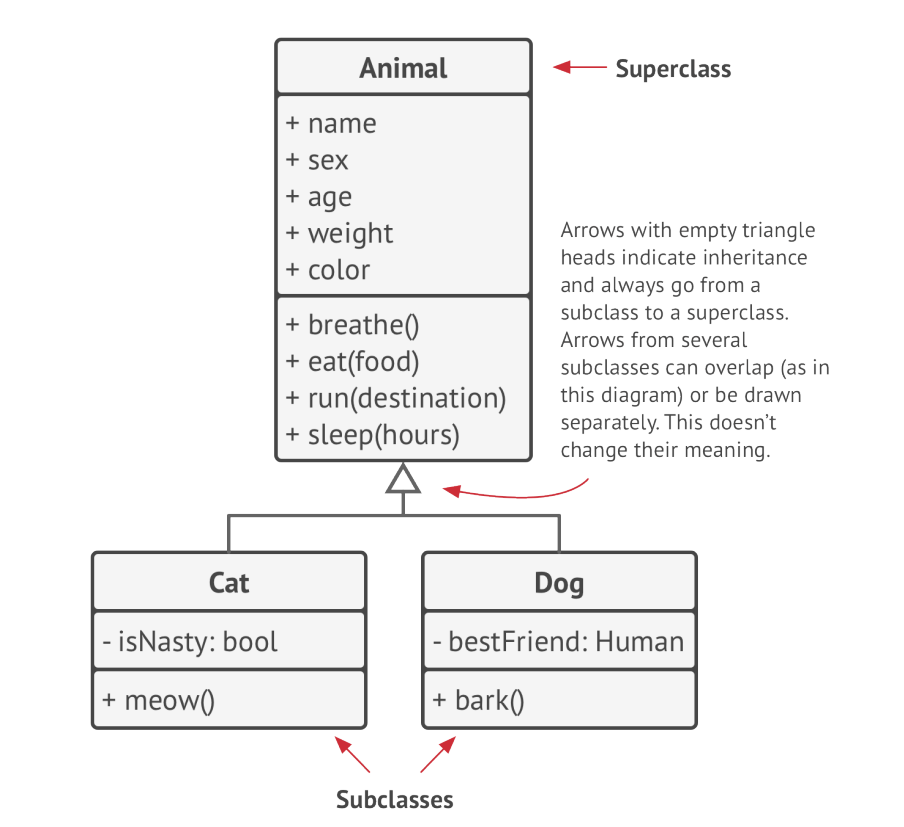 Animal
Superclass
+ name
+ sex
+ age
+ weight
+ color
+ breathe()
+ eat(food)
+ run(destination)
+ sleep(hours)
Arrows with empty triangle
heads indicate inheritance
and always go from a
subclass to a superclass.
Arrows from several
subclasses can overlap (as in
this diagram) or be drawn
separately. This doesn’t
change their meaning.
Cat
- isNasty: bool
+ meow()
Dog
- bestFriend: Human
+ bark()
Subclasses